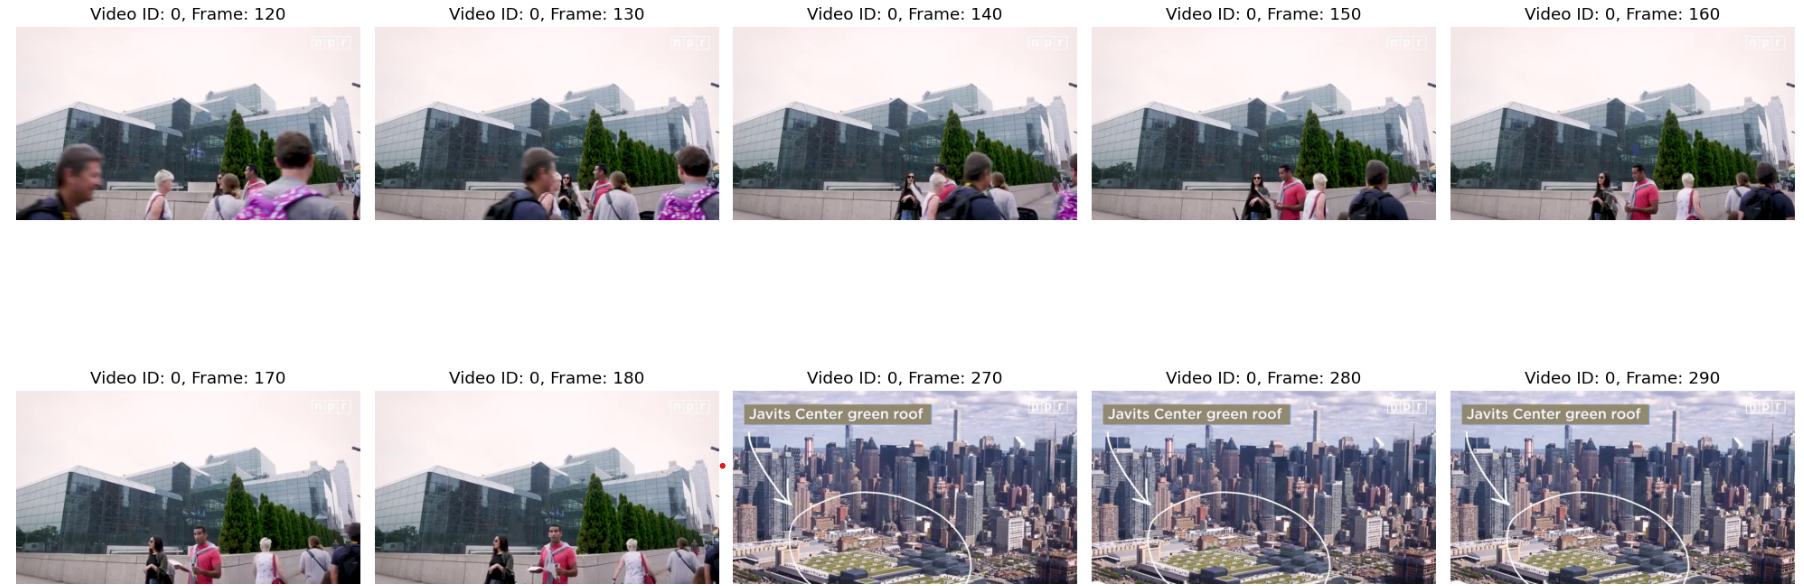 Video ID: 0, Frame: 120
Video ID: 0, Frame: 130
Video ID: 0, Frame: 140
Video ID: 0, Frame: 150
Video ID: 0, Frame: 160
npr
npr
npr
npr
npr
Video ID: 0, Frame: 170
Video ID: 0, Frame: 180
Video ID: 0, Frame: 270
Video ID: 0, Frame: 280
Video ID: 0, Frame: 290
npr
npr
Javits Center green roof
npr
Javits Center green roof
npr
Javits Center green roof
npr